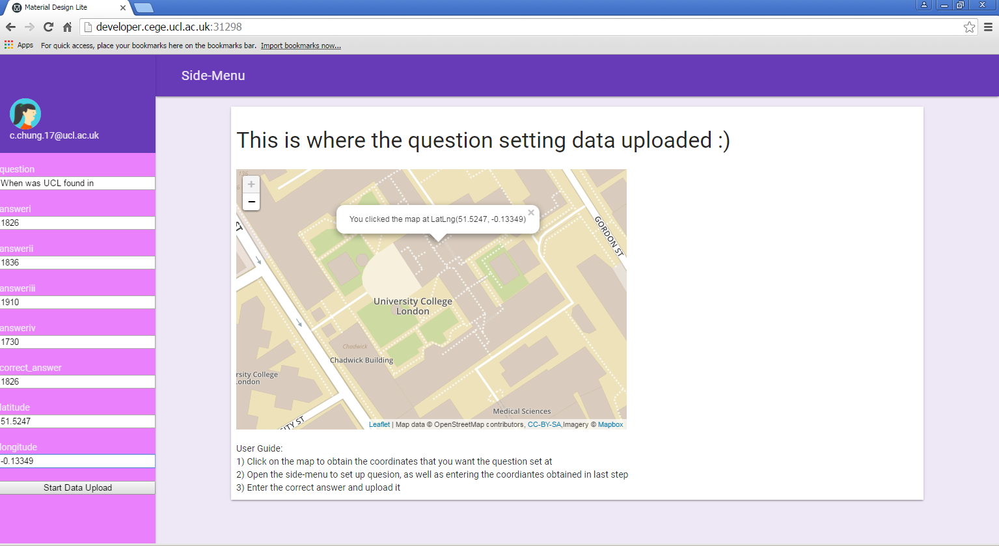 Material Design Lite
developer.cege.ucl.ac.uk:31298
Apps For quick access, place your bookmarks here on the bookmarks bar. Import bookmarks now...
Side-Menu
c.chung.17@ucl.ac.uk
question
When was UCL found in
answeri
1826
answerii
1836
answeriii
1910
answeriv
1730
correct_answer
1826
latitude
51.5247
longitude
-0.13349
Start Data Upload
This is where the question setting data uploaded :)
+
−
You clicked the map at LatLng(51.5247, -0.13349)
×
GORDON ST
ST
University College
London
Chadwick
Chadwick Building
rsity College
London
Medical Sciences
ITY ST
Leaflet | Map data © OpenStreetMap contributors, CC-BY-SA,Imagery © Mapbox
User Guide:
1) Click on the map to obtain the coordinates that you want the question set at
2) Open the side-menu to set up quesion, as well as entering the coordiantes obtained in last step
3) Enter the correct answer and upload it